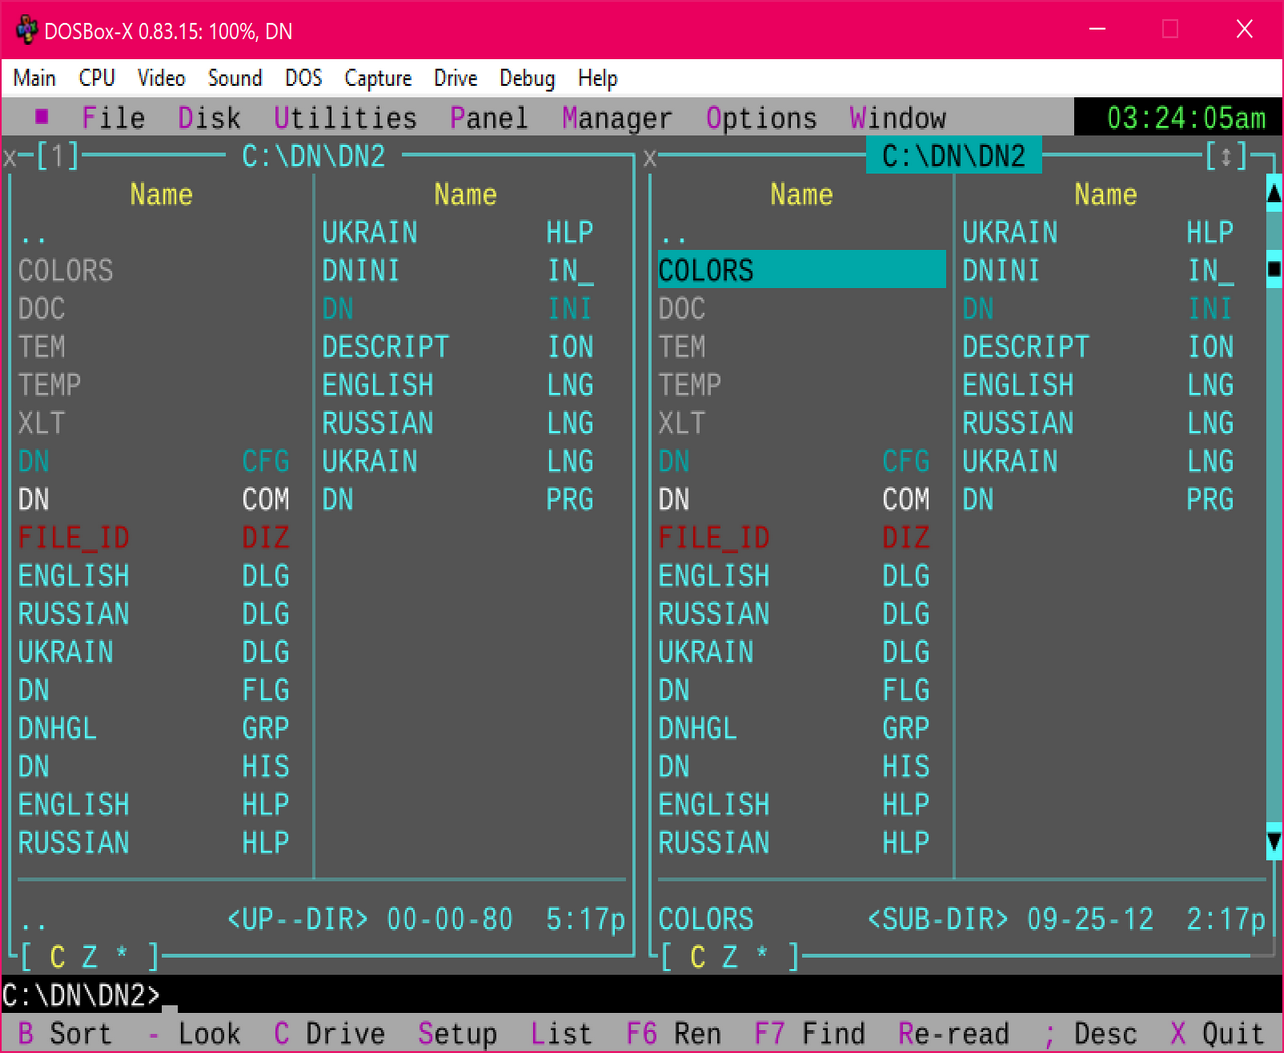 DOSBox-X 0.83.15: 100%, DN
Main CPU Video Sound DOS Capture Drive Debug Help
File Disk Utilities Panel Manager Options Window 03:24:05am
x [1] C:\DN\DN2 x C:\DN\DN2 [↕]
Name Name Name Name
.. UKRAIN HLP .. UKRAIN HLP
COLORS DNINI IN_ COLORS DNINI IN_
DOC DN INI DOC DN INI
TEM DESCRIPT ION TEM DESCRIPT ION
TEMP ENGLISH LNG TEMP ENGLISH LNG
XLT RUSSIAN LNG XLT RUSSIAN LNG
DN CFG UKRAIN LNG DN CFG UKRAIN LNG
DN COM DN PRG DN COM DN PRG
FILE_ID DIZ FILE_ID DIZ
ENGLISH DLG ENGLISH DLG
RUSSIAN DLG RUSSIAN DLG
UKRAIN DLG UKRAIN DLG
DN FLG DN FLG
DNHGL GRP DNHGL GRP
DN HIS DN HIS
ENGLISH HLP ENGLISH HLP
RUSSIAN HLP RUSSIAN HLP
.. <UP--DIR> 00-00-80 5:17p COLORS <SUB-DIR> 09-25-12 2:17p
[ C Z * ] [ C Z * ]
C:\DN\DN2>_
B Sort - Look C Drive Setup List F6 Ren F7 Find Re-read ; Desc X Quit